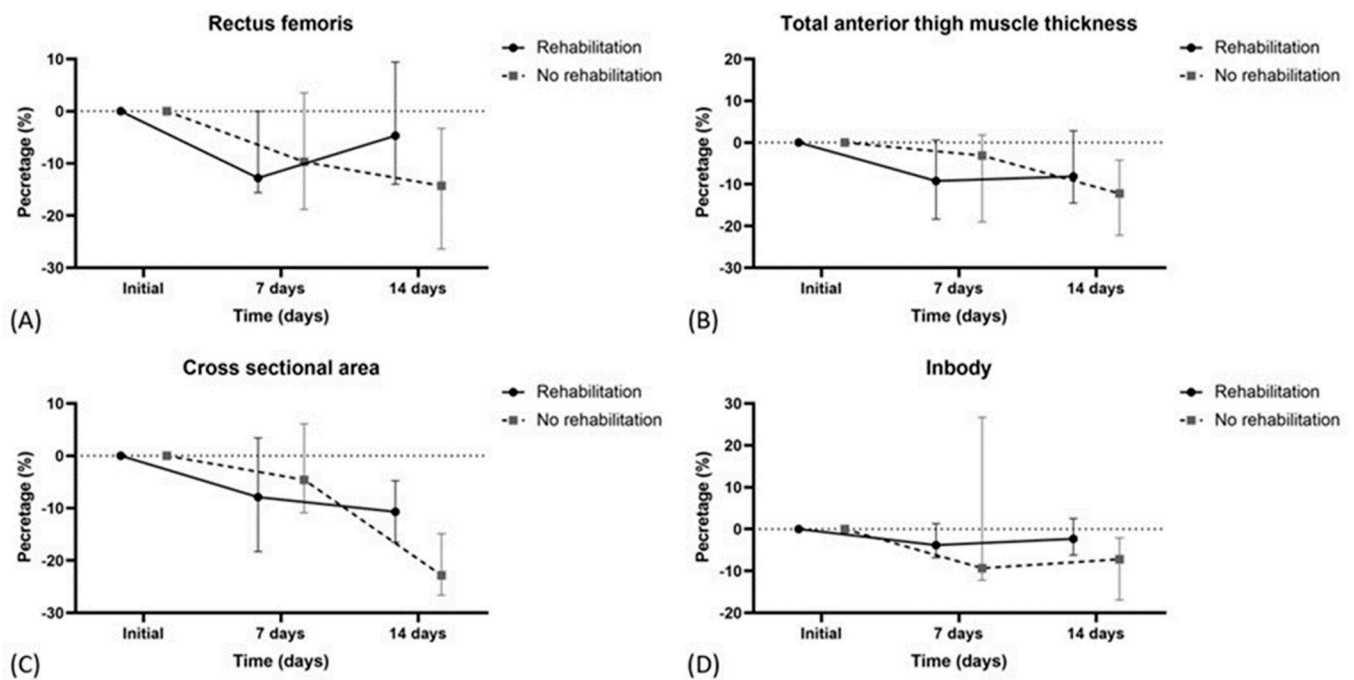 Rectus femoris
Rehabilitation
No rehabilitation
Pecretage (%)
10
0
-10
-20
-30
Initial 7 days 14 days
Time (days)
(A)
Total anterior thigh muscle thickness
Rehabilitation
No rehabilitation
Pecretage (%)
20
10
0
-10
-20
-30
Initial 7 days 14 days
Time (days)
(B)
Cross sectional area
Rehabilitation
No rehabilitation
Pecretage (%)
10
0
-10
-20
-30
Initial 7 days 14 days
Time (days)
(C)
Inbody
Rehabilitation
No rehabilitation
Pecretage (%)
30
20
10
0
-10
-20
Initial 7 days 14 days
Time (days)
(D)